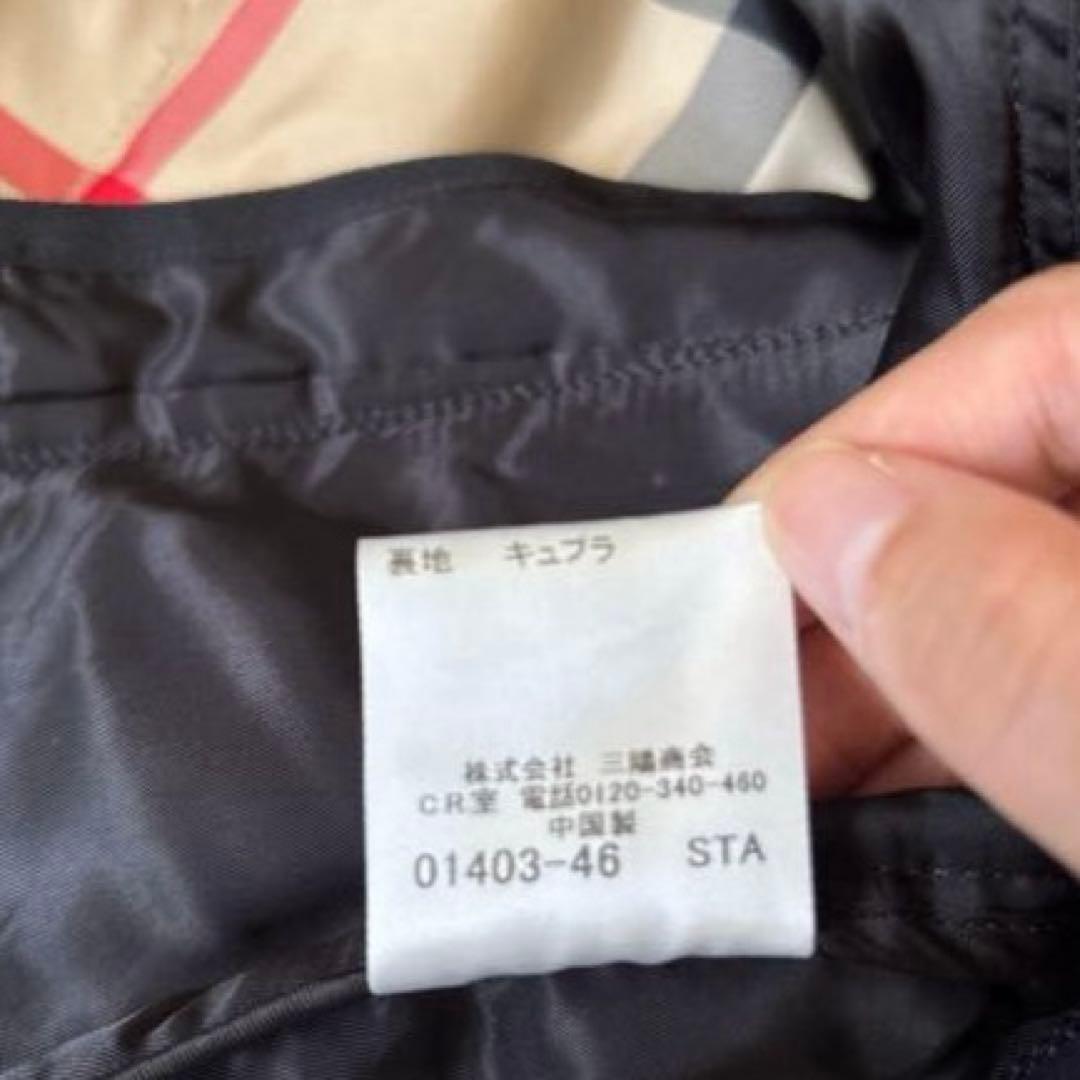 裏地 キュプラ
株式会社 三陽商会
CR室 電話0120-340-460
中国製
01403-46 STA